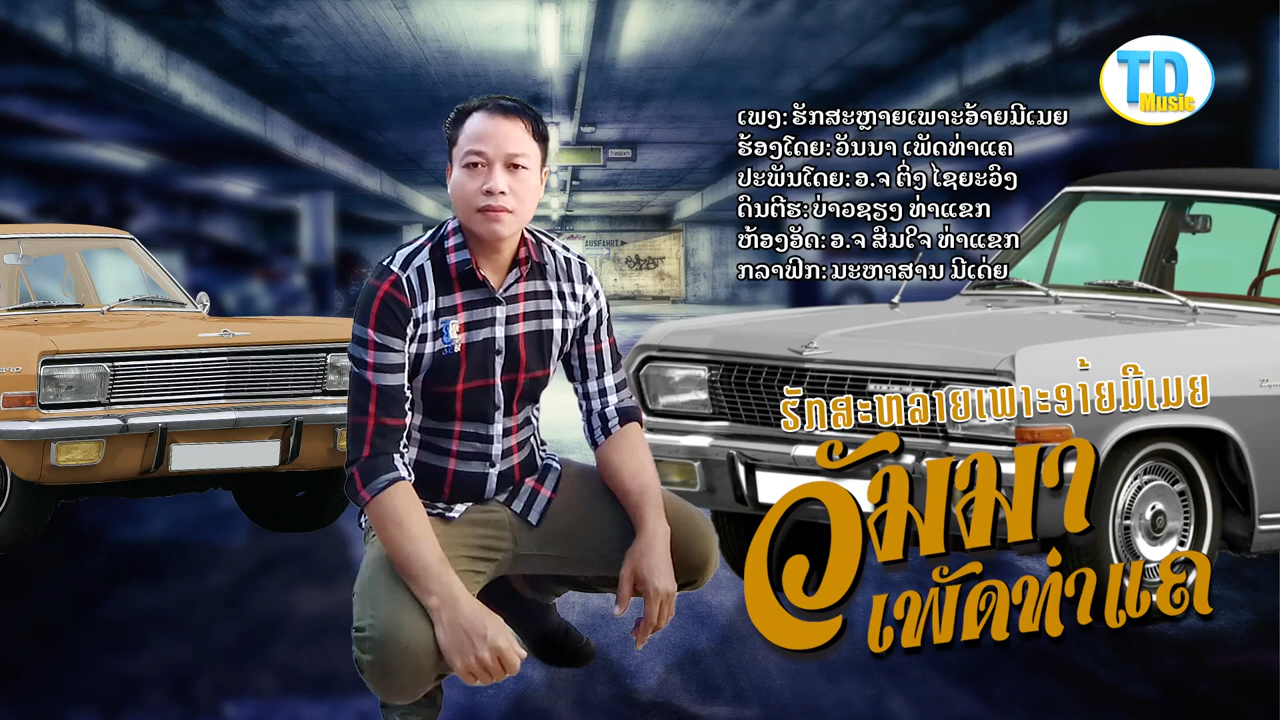 TD
Music
ເພງ: ຮັກສະຫຼາຍເພາະອ້າຍມີເມຍ
ຮ້ອງໂດຍ: ວັນນາ ເພັດທ່າແຄ
ປະພັນໂດຍ: ອ.ຈ ຕິ່ງ ໄຊຍະວົງ
ດົນຕີຣ: ບ່າວຊຽງ ທ່າແຂກ
ຫ້ອງອັດ: ອ.ຈ ສົມໃຈ ທ່າແຂກ
ກລາຟິກ: ມະຫາສານ ມີເດ່ຍ
AUSFAHRT
OPEL
ຮັກສະຫລາຍເພາະອ້າຍມີເມຍ
ວັນນາ
ເພັດທ່າແຄ